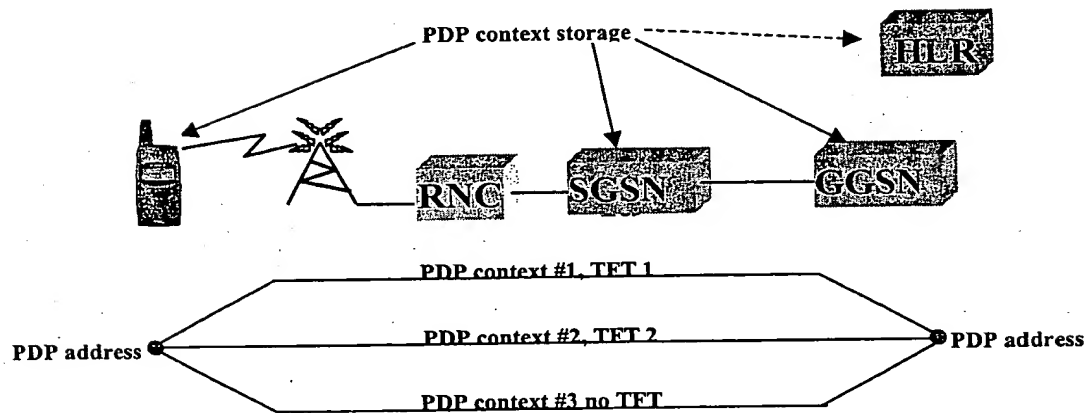 PDP context storage
HLR
RNC
SGSN
GGSN
PDP context #1, TFT 1
PDP address
PDP context #2, TFT 2
PDP address
PDP context #3 no TFT